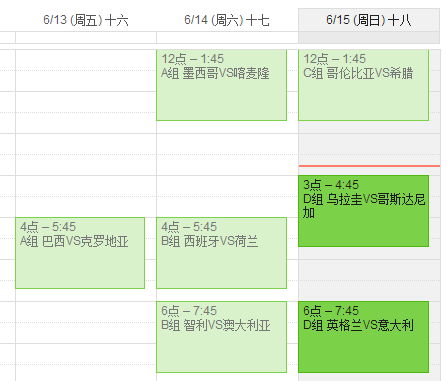 6/13 (周五) 十六
6/14 (周六) 十七
6/15 (周日) 十八
12点 – 1:45
A组 墨西哥VS喀麦隆
12点 – 1:45
C组 哥伦比亚VS希腊
3点 – 4:45
D组 乌拉圭VS哥斯达尼
加
4点 – 5:45
A组 巴西VS克罗地亚
4点 – 5:45
B组 西班牙VS荷兰
6点 – 7:45
B组 智利VS澳大利亚
6点 – 7:45
D组 英格兰VS意大利